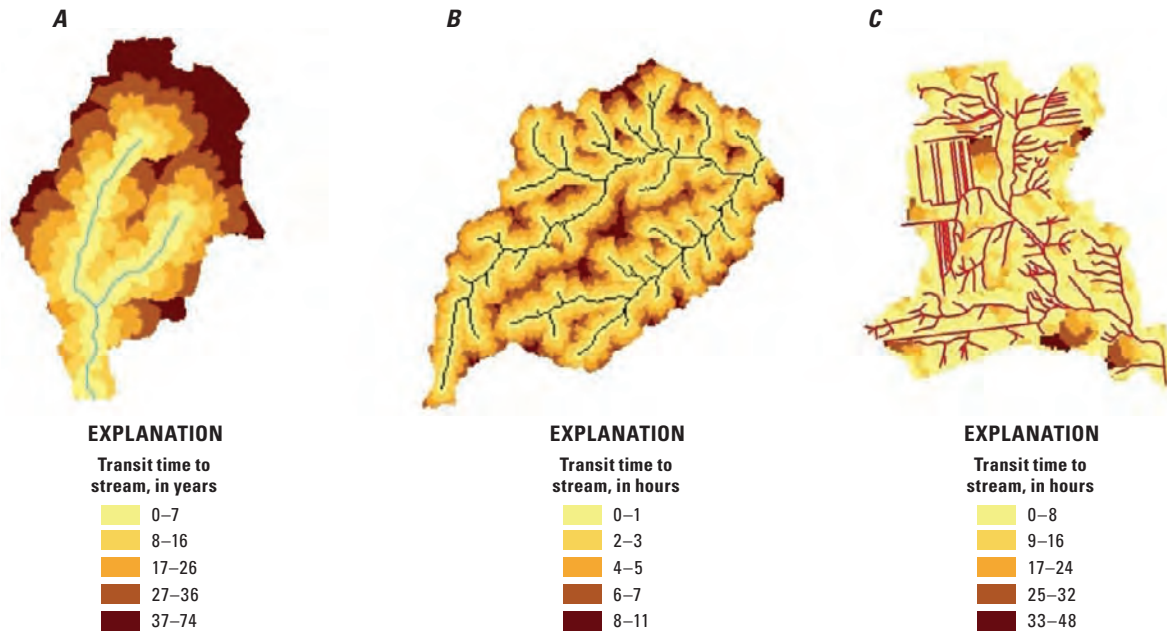 A
B
C
EXPLANATION
Transit time to
stream, in years
0–7
8–16
17–26
27–36
37–74
EXPLANATION
Transit time to
stream, in hours
0–1
2–3
4–5
6–7
8–11
EXPLANATION
Transit time to
stream, in hours
0–8
9–16
17–24
25–32
33–48